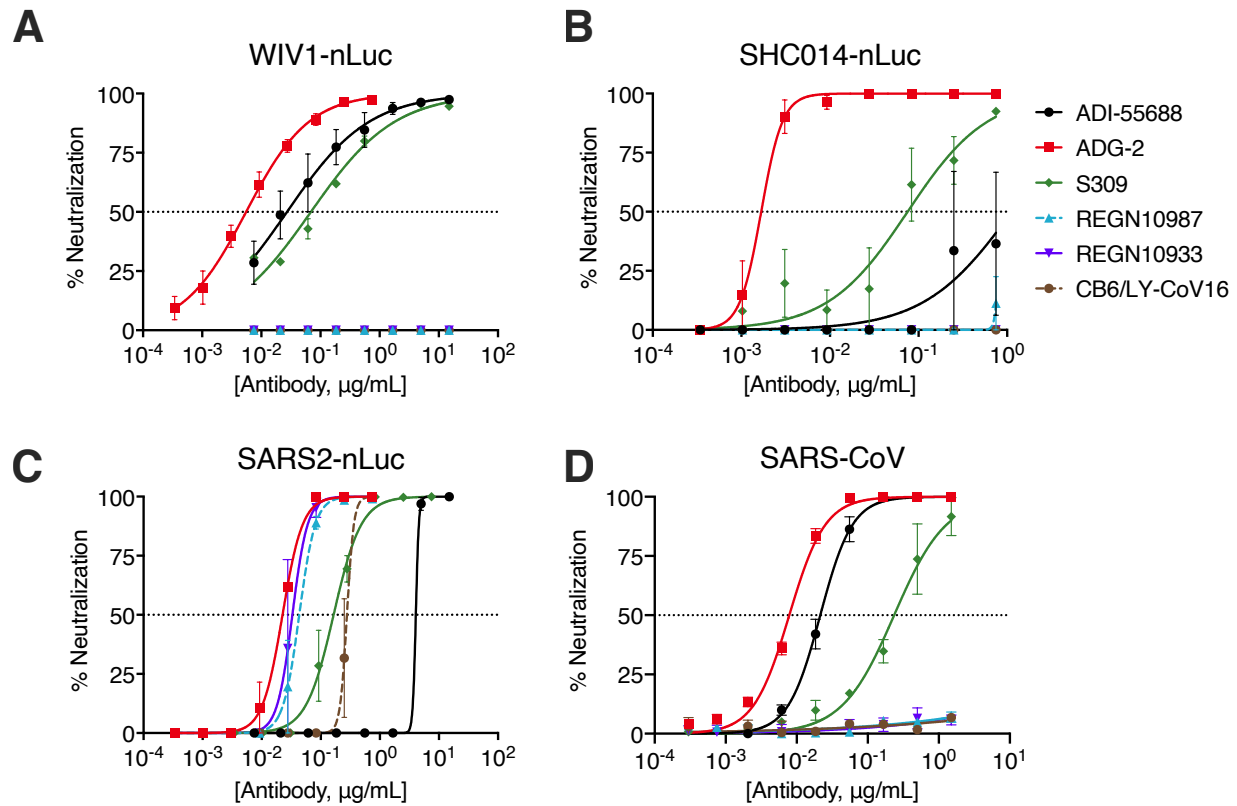 A
WIV1-nLuc
% Neutralization
100
75
50
25
0
10⁻⁴ 10⁻³ 10⁻² 10⁻¹ 10⁰ 10¹ 10²
[Antibody, µg/mL]
B
SHC014-nLuc
% Neutralization
100
75
50
25
0
10⁻⁴ 10⁻³ 10⁻² 10⁻¹ 10⁰
[Antibody, µg/mL]
ADI-55688
ADG-2
S309
REGN10987
REGN10933
CB6/LY-CoV16
C
SARS2-nLuc
% Neutralization
100
75
50
25
0
10⁻⁴ 10⁻³ 10⁻² 10⁻¹ 10⁰ 10¹ 10²
[Antibody, µg/mL]
D
SARS-CoV
% Neutralization
100
75
50
25
0
10⁻⁴ 10⁻³ 10⁻² 10⁻¹ 10⁰ 10¹
[Antibody, µg/mL]